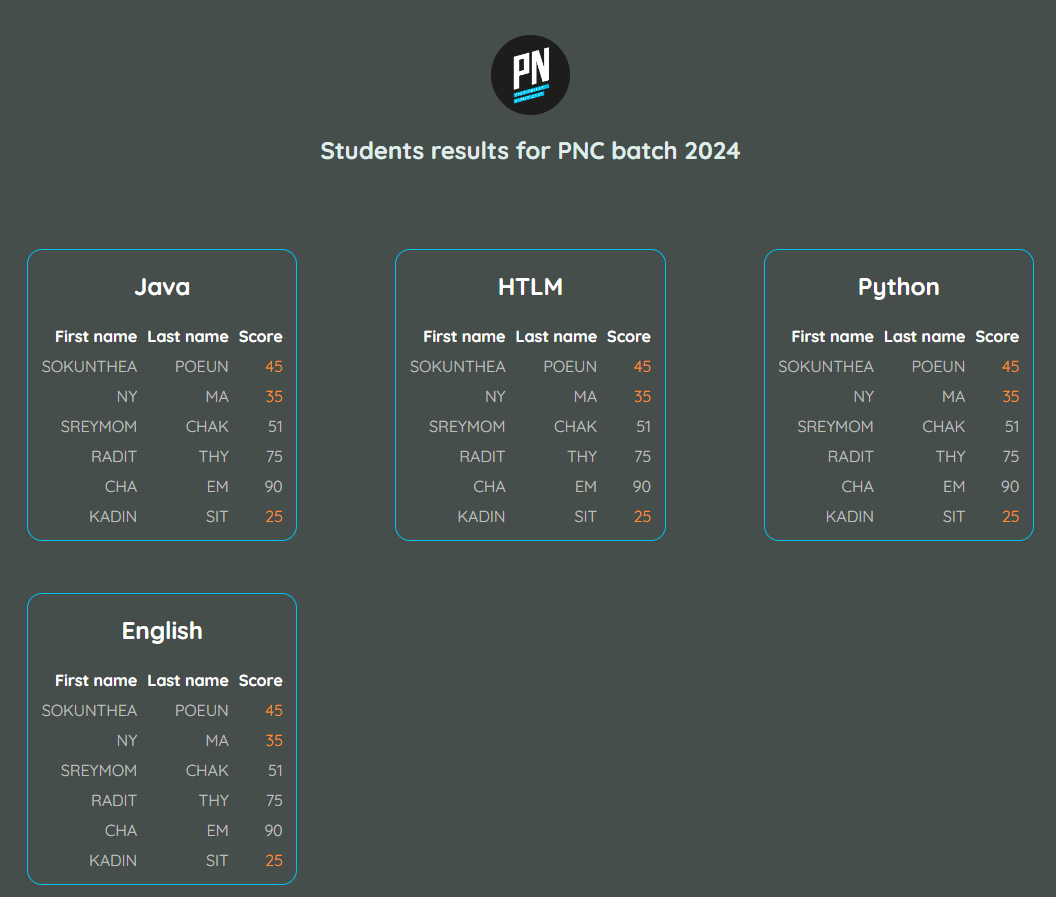 PN
Students results for PNC batch 2024
Java
First name Last name Score
SOKUNTHEA POEUN 45
NY MA 35
SREYMOM CHAK 51
RADIT THY 75
CHA EM 90
KADIN SIT 25
HTLM
First name Last name Score
SOKUNTHEA POEUN 45
NY MA 35
SREYMOM CHAK 51
RADIT THY 75
CHA EM 90
KADIN SIT 25
Python
First name Last name Score
SOKUNTHEA POEUN 45
NY MA 35
SREYMOM CHAK 51
RADIT THY 75
CHA EM 90
KADIN SIT 25
English
First name Last name Score
SOKUNTHEA POEUN 45
NY MA 35
SREYMOM CHAK 51
RADIT THY 75
CHA EM 90
KADIN SIT 25